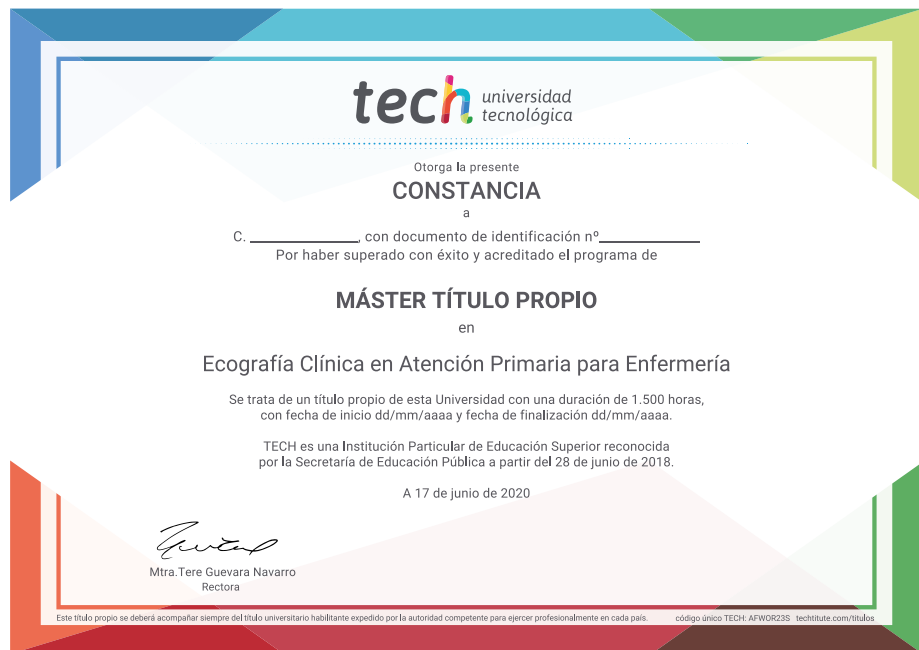 tech universidad
tecnológica
Otorga la presente
CONSTANCIA
a
C. ____________, con documento de identificación nº____________
Por haber superado con éxito y acreditado el programa de
MÁSTER TÍTULO PROPIO
en
Ecografía Clínica en Atención Primaria para Enfermería
Se trata de un título propio de esta Universidad con una duración de 1.500 horas,
con fecha de inicio dd/mm/aaaa y fecha de finalización dd/mm/aaaa.
TECH es una Institución Particular de Educación Superior reconocida
por la Secretaría de Educación Pública a partir del 28 de junio de 2018.
A 17 de junio de 2020
Mtra.Tere Guevara Navarro
Rectora
Este título propio se deberá acompañar siempre del título universitario habilitante expedido por la autoridad competente para ejercer profesionalmente en cada país. código único TECH: AFWOR23S techtitute.com/titulos